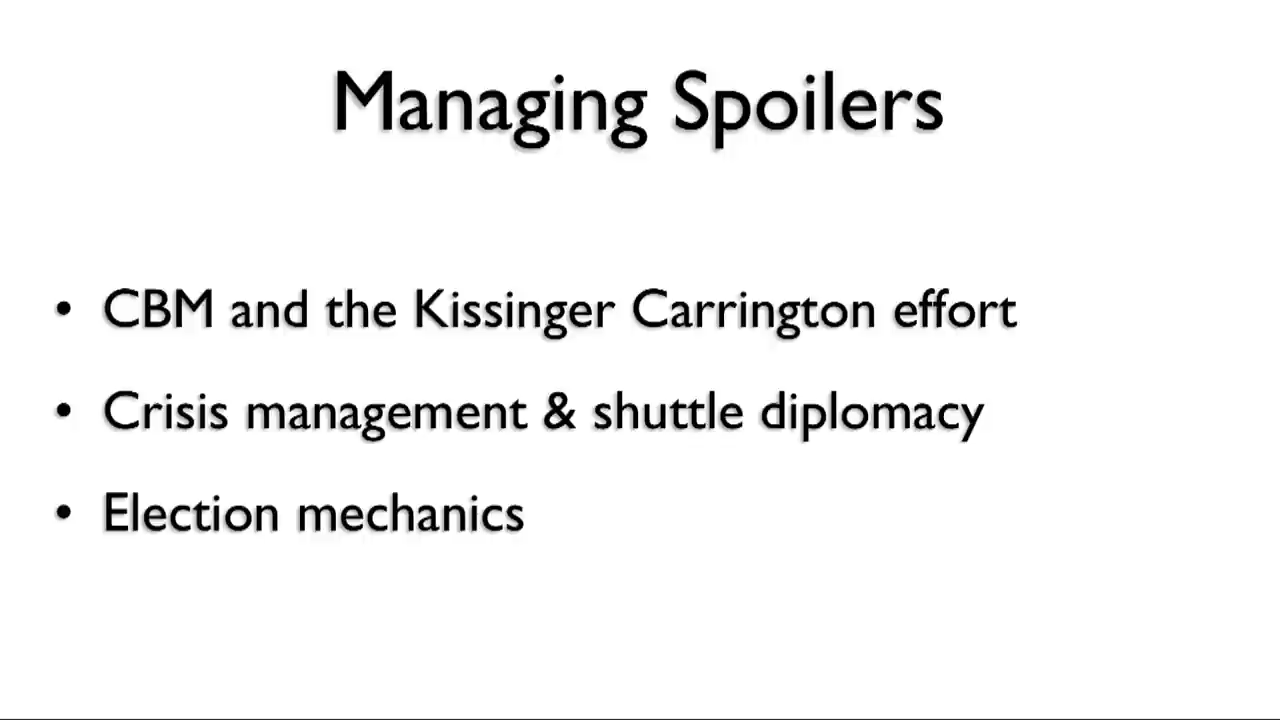 Managing Spoilers
• CBM and the Kissinger Carrington effort
• Crisis management & shuttle diplomacy
• Election mechanics